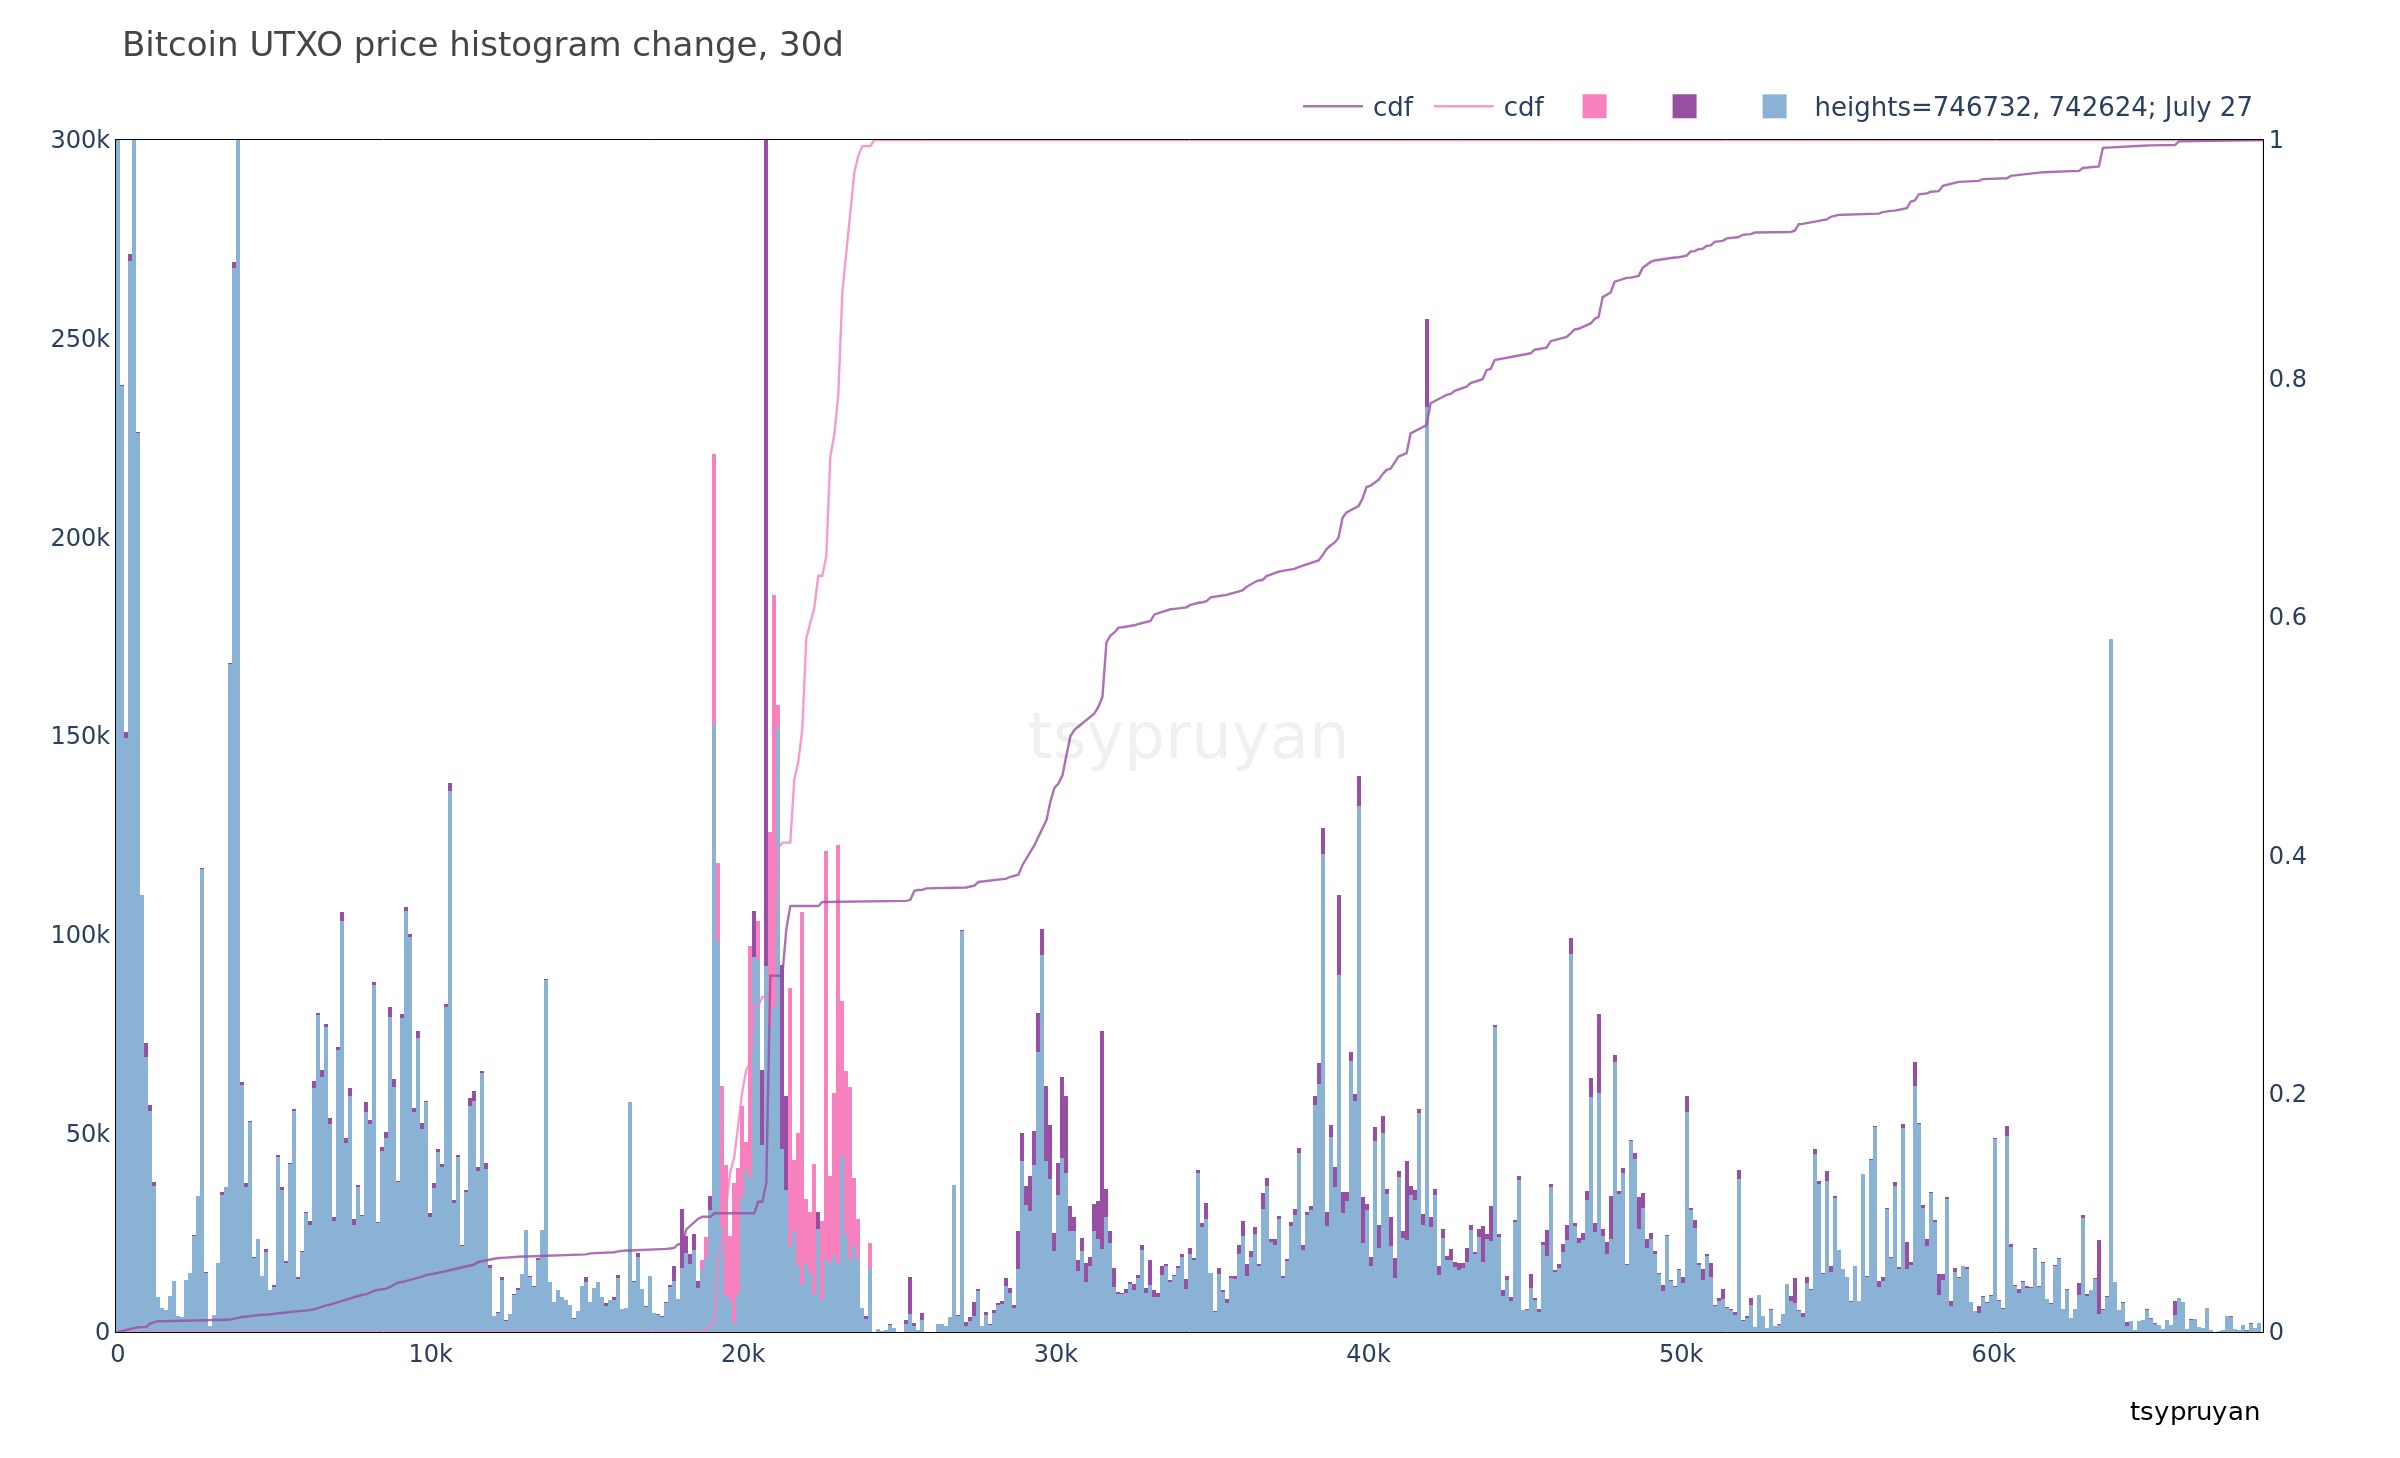 Bitcoin UTXO price histogram change, 30d
cdf cdf heights=746732, 742624; July 27
300k
250k
200k
150k
100k
50k
0
1
0.8
0.6
0.4
0.2
0
tsypruyan
0 10k 20k 30k 40k 50k 60k
tsypruyan